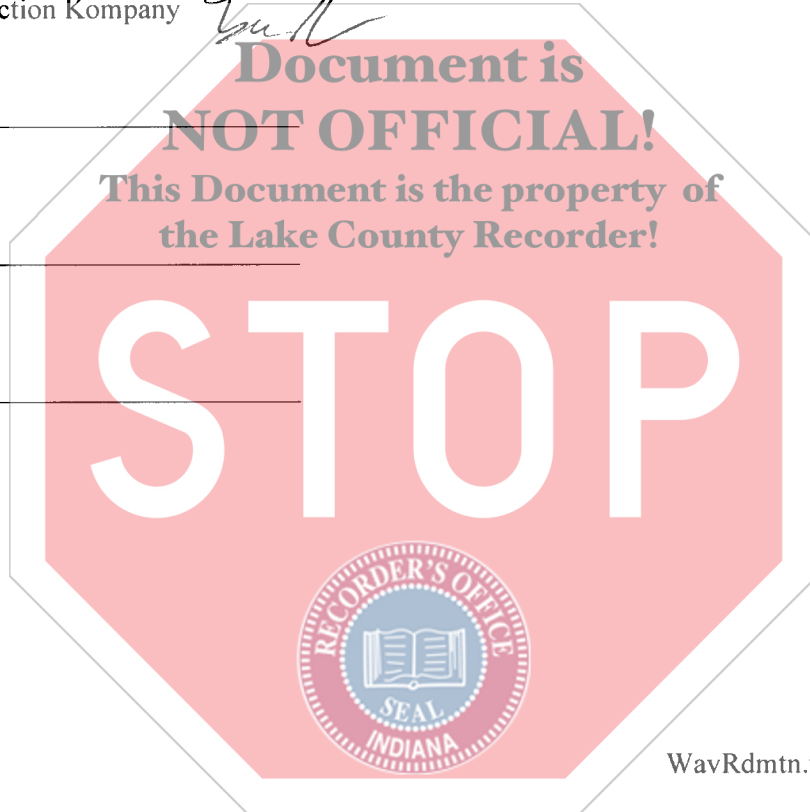 ction Kompany
Document is
NOT OFFICIAL!
This Document is the property of
the Lake County Recorder!
STOP
RECORDER'S OFFICE
SEAL
INDIANA
WavRdmtn.